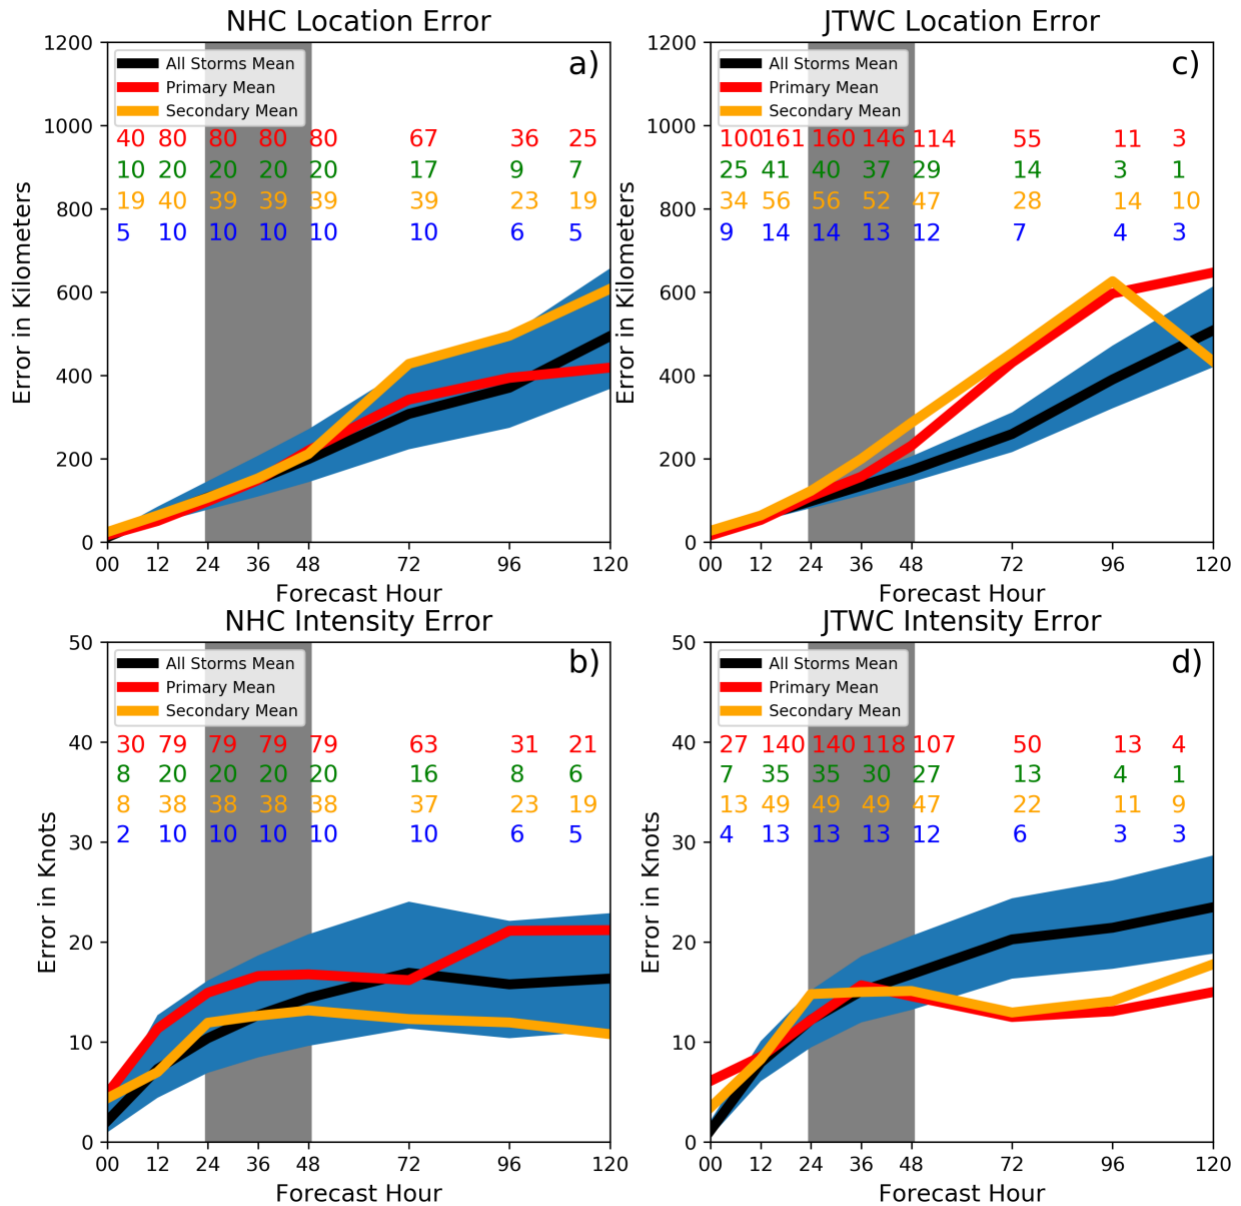 NHC Location Error
1200
1000
800
600
400
200
0
Error in Kilometers
All Storms Mean
Primary Mean
Secondary Mean
a)
40 80 80 80 80 67 36 25
10 20 20 20 20 17 9 7
19 40 39 39 39 39 23 19
5 10 10 10 10 10 6 5
00 12 24 36 48 72 96 120
Forecast Hour
JTWC Location Error
1200
1000
800
600
400
200
0
Error in Kilometers
All Storms Mean
Primary Mean
Secondary Mean
c)
100 161 160 146 114 55 11 3
25 41 40 37 29 14 3 1
34 56 56 52 47 28 14 10
9 14 14 13 12 7 4 3
00 12 24 36 48 72 96 120
Forecast Hour
NHC Intensity Error
50
40
30
20
10
0
Error in Knots
All Storms Mean
Primary Mean
Secondary Mean
b)
30 79 79 79 79 63 31 21
8 20 20 20 20 16 8 6
8 38 38 38 38 37 23 19
2 10 10 10 10 10 6 5
00 12 24 36 48 72 96 120
Forecast Hour
JTWC Intensity Error
50
40
30
20
10
0
Error in Knots
All Storms Mean
Primary Mean
Secondary Mean
d)
27 140 140 118 107 50 13 4
7 35 35 30 27 13 4 1
13 49 49 49 47 22 11 9
4 13 13 13 12 6 3 3
00 12 24 36 48 72 96 120
Forecast Hour